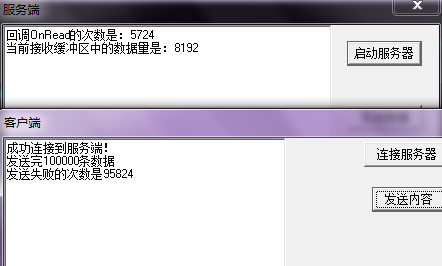 服务端
回调OnRead的次数是：5724
当前接收缓冲区中的数据量是：8192
启动服务器
客户端
成功连接到服务端！
发送完100000条数据
发送失败的次数是95824
连接服务器
发送内容